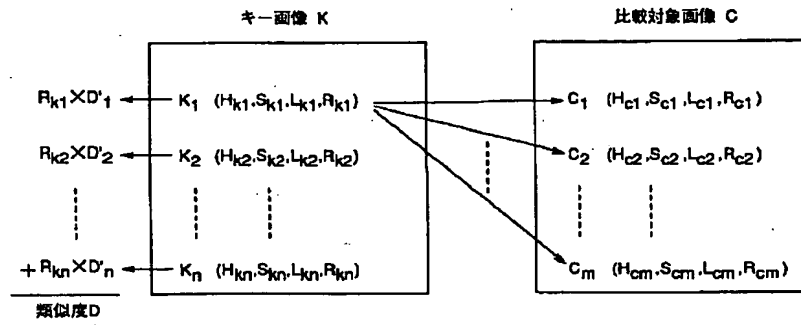 キー画像 K
比較対象画像 C
Rk1×D'1 K1 (Hk1,Sk1,Lk1,Rk1) C1 (Hc1,Sc1,Lc1,Rc1)
Rk2×D'2 K2 (Hk2,Sk2,Lk2,Rk2) C2 (Hc2,Sc2,Lc2,Rc2)
+Rkn×D'n Kn (Hkn,Skn,Lkn,Rkn) Cm (Hcm,Scm,Lcm,Rcm)
類似度D